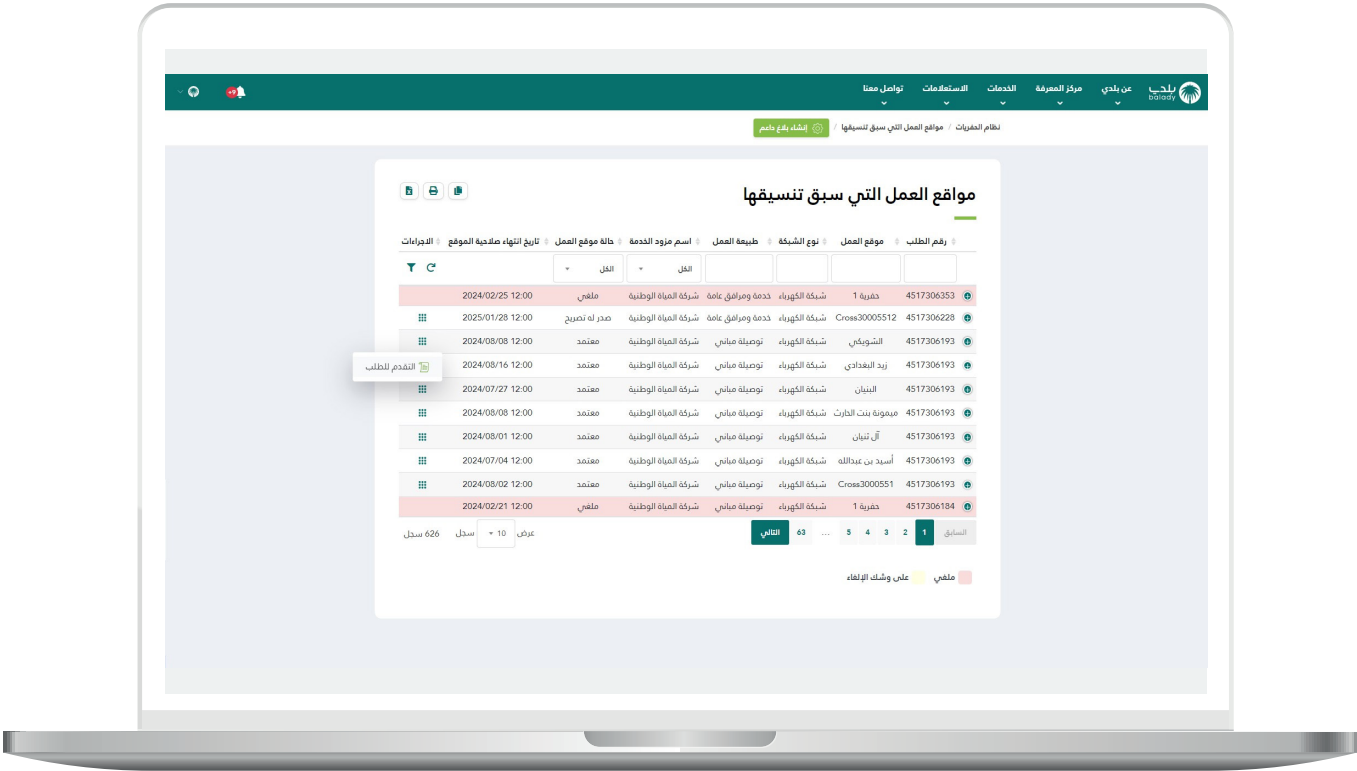 بلدي balady عن بلدي مركز المعرفة الخدمات الاستعلامات تواصل معنا +9
نظام الحفريات / مواقع العمل التي سبق تنسيقها / إنشاء بلاغ داعم
مواقع العمل التي سبق تنسيقها
رقم الطلب موقع العمل نوع الشبكة طبيعة العمل اسم مزود الخدمة حالة موقع العمل تاريخ انتهاء صلاحية الموقع الاجراءات
الكل الكل
4517306353 حفرية 1 شبكة الكهرباء خدمة ومرافق عامة شركة المياة الوطنية ملغي 2024/02/25 12:00
4517306228 Cross30005512 شبكة الكهرباء خدمة ومرافق عامة شركة المياة الوطنية صدر له تصريح 2025/01/28 12:00
4517306193 الشويكي شبكة الكهرباء توصيلة مباني شركة المياة الوطنية معتمد 2024/08/08 12:00
4517306193 زيد البغدادي شبكة الكهرباء توصيلة مباني شركة المياة الوطنية معتمد 2024/08/16 12:00 التقدم للطلب
4517306193 البنيان شبكة الكهرباء توصيلة مباني شركة المياة الوطنية معتمد 2024/07/27 12:00
4517306193 ميمونة بنت الحارث شبكة الكهرباء توصيلة مباني شركة المياة الوطنية معتمد 2024/08/08 12:00
4517306193 آل ثنيان شبكة الكهرباء توصيلة مباني شركة المياة الوطنية معتمد 2024/08/01 12:00
4517306193 أسيد بن عبدالله شبكة الكهرباء توصيلة مباني شركة المياة الوطنية معتمد 2024/07/04 12:00
4517306193 Cross3000551 شبكة الكهرباء توصيلة مباني شركة المياة الوطنية معتمد 2024/08/02 12:00
4517306184 حفرية 1 شبكة الكهرباء توصيلة مباني شركة المياة الوطنية ملغي 2024/02/21 12:00
السابق 1 2 3 4 5 ... 63 التالي عرض 10 سجل 626 سجل
ملغي على وشك الإلغاء